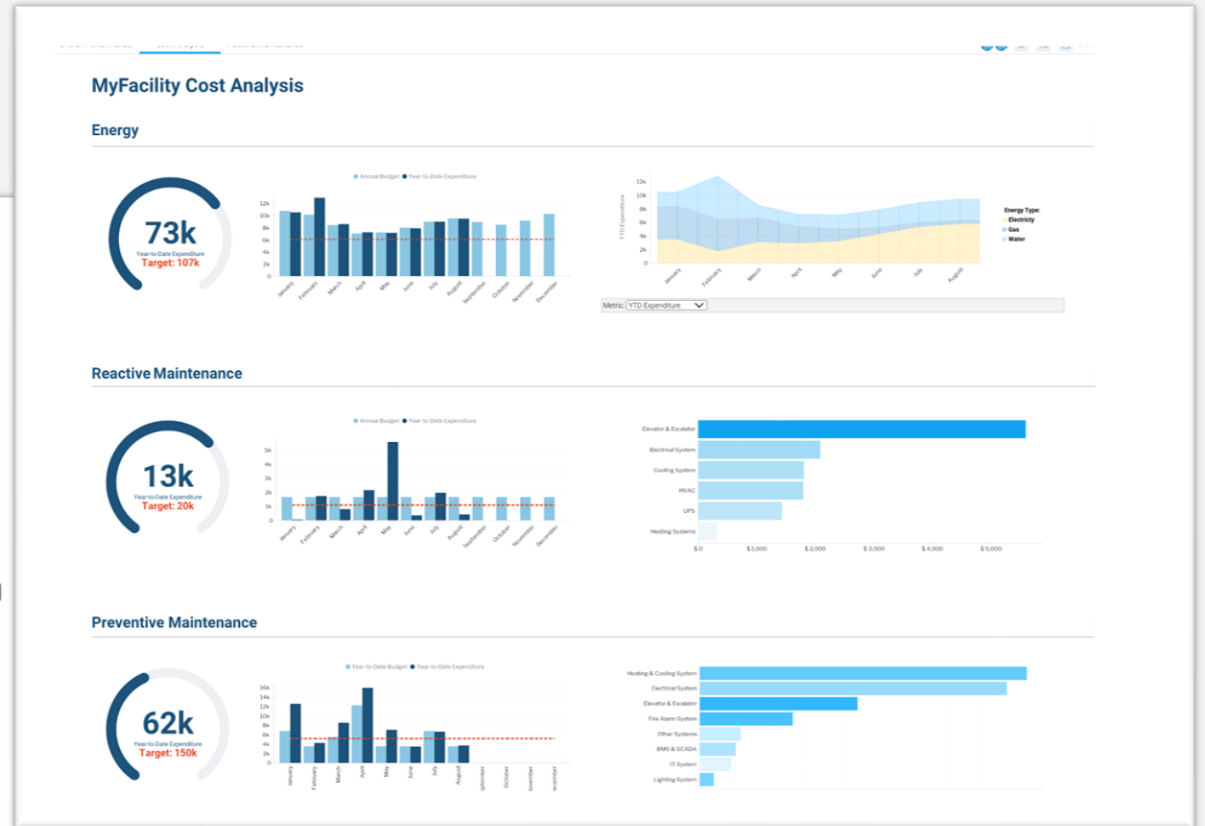 MyFacility Cost Analysis
Energy
73k
Year-to-Date Expenditure
Target: 107k
Annual Budget Year-to-Date Expenditure
12k
10k
8k
6k
4k
2k
0
January February March April May June July August September October November December
YTD Expenditure
12k
10k
8k
6k
4k
2k
0
January February March April May June July August
Energy Type:
Electricity
Gas
Water
Metric: YTD Expenditure
Reactive Maintenance
13k
Year-to-Date Expenditure
Target: 20k
Annual Budget Year-to-Date Expenditure
5k
4k
3k
2k
1k
0
January February March April May June July August September October November December
Elevator & Escalator
Electrical System
Cooling System
HVAC
UPS
Heating Systems
$ 0 $ 1,000 $ 2,000 $ 3,000 $ 4,000 $ 5,000
Preventive Maintenance
62k
Year-to-Date Expenditure
Target: 150k
Year-to-Date Budget Year-to-Date Expenditure
16k
14k
12k
10k
8k
6k
4k
2k
0
January February March April May June July August
Heating & Cooling System
Electrical System
Elevator & Escalator
Fire Alarm System
Other Systems
BMS & SCADA
IT System
Lighting System